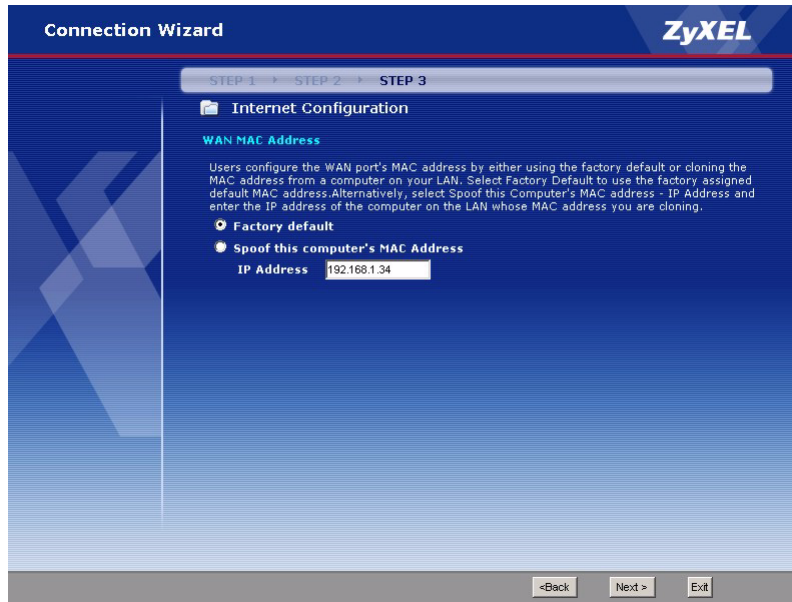 Connection Wizard
ZyXEL
STEP 1 STEP 2 STEP 3
Internet Configuration
WAN MAC Address
Users configure the WAN port's MAC address by either using the factory default or cloning the
MAC address from a computer on your LAN. Select Factory Default to use the factory assigned
default MAC address.Alternatively, select Spoof this Computer's MAC address - IP Address and
enter the IP address of the computer on the LAN whose MAC address you are cloning.
Factory default
Spoof this computer's MAC Address
IP Address 192.168.1.34
<Back Next > Exit